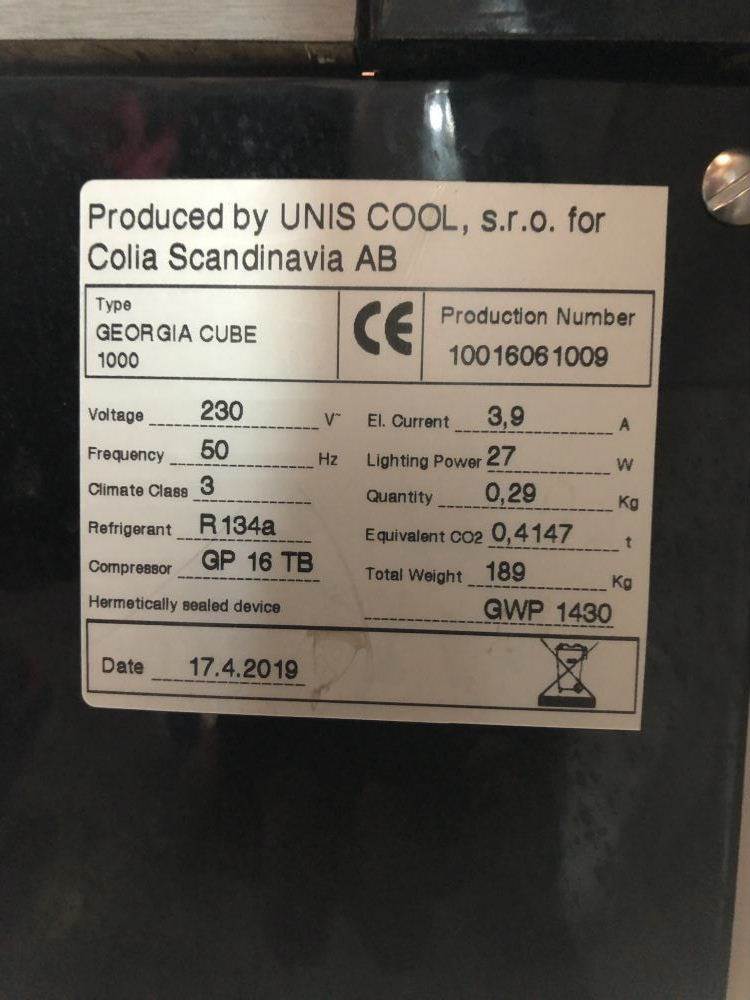 Produced by UNIS COOL, s.r.o. for
Colia Scandinavia AB
Type
GEORGIA CUBE
1000
CE
Production Number
10016061009
Voltage 230 V~ El. Current 3,9 A
Frequency 50 Hz Lighting Power 27 W
Climate Class 3 Quantity 0,29 Kg
Refrigerant R134a Equivalent CO2 0,4147 t
Compressor GP 16 TB Total Weight 189 Kg
Hermetically sealed device GWP 1430
Date 17.4.2019